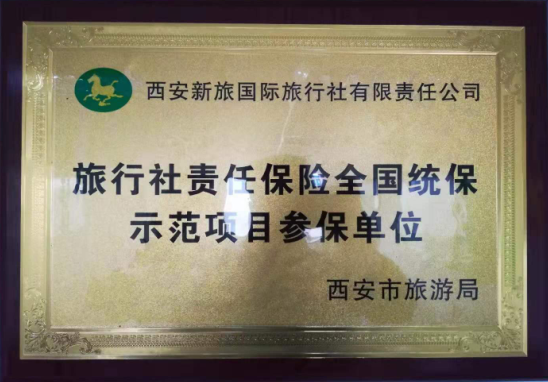 西安新旅国际旅行社有限责任公司
旅行社责任保险全国统保
示范项目参保单位
西安市旅游局